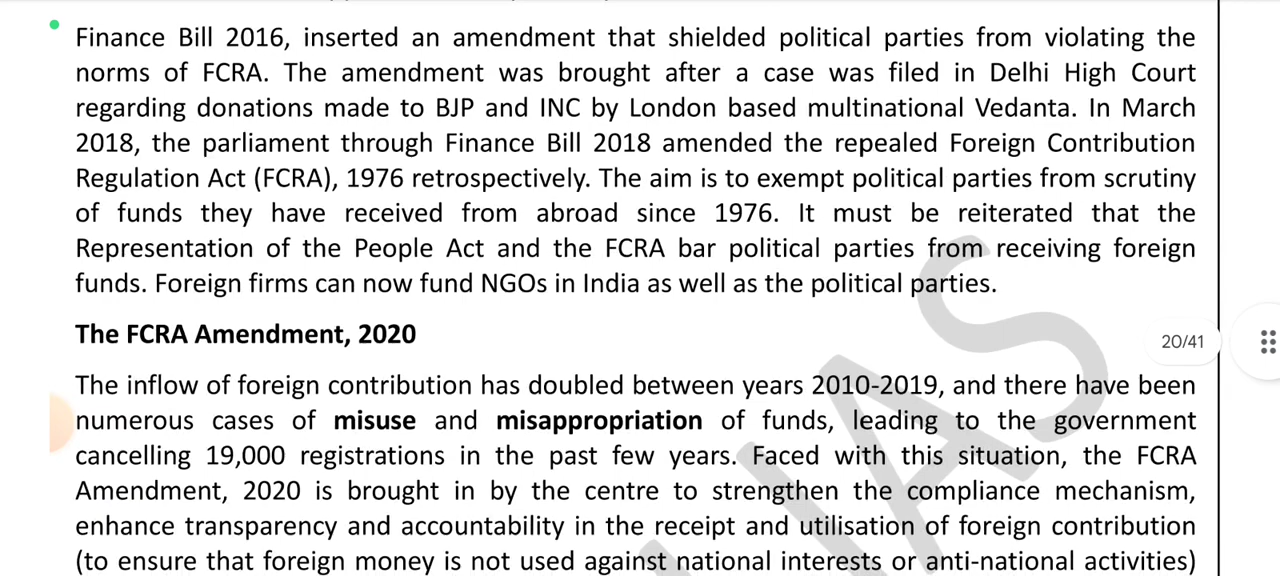 Finance Bill 2016, inserted an amendment that shielded political parties from violating the
norms of FCRA. The amendment was brought after a case was filed in Delhi High Court
regarding donations made to BJP and INC by London based multinational Vedanta. In March
2018, the parliament through Finance Bill 2018 amended the repealed Foreign Contribution
Regulation Act (FCRA), 1976 retrospectively. The aim is to exempt political parties from scrutiny
of funds they have received from abroad since 1976. It must be reiterated that the
Representation of the People Act and the FCRA bar political parties from receiving foreign
funds. Foreign firms can now fund NGOs in India as well as the political parties.
The FCRA Amendment, 2020
20/41
The inflow of foreign contribution has doubled between years 2010-2019, and there have been
numerous cases of misuse and misappropriation of funds, leading to the government
cancelling 19,000 registrations in the past few years. Faced with this situation, the FCRA
Amendment, 2020 is brought in by the centre to strengthen the compliance mechanism,
enhance transparency and accountability in the receipt and utilisation of foreign contribution
(to ensure that foreign money is not used against national interests or anti-national activities)
IAS